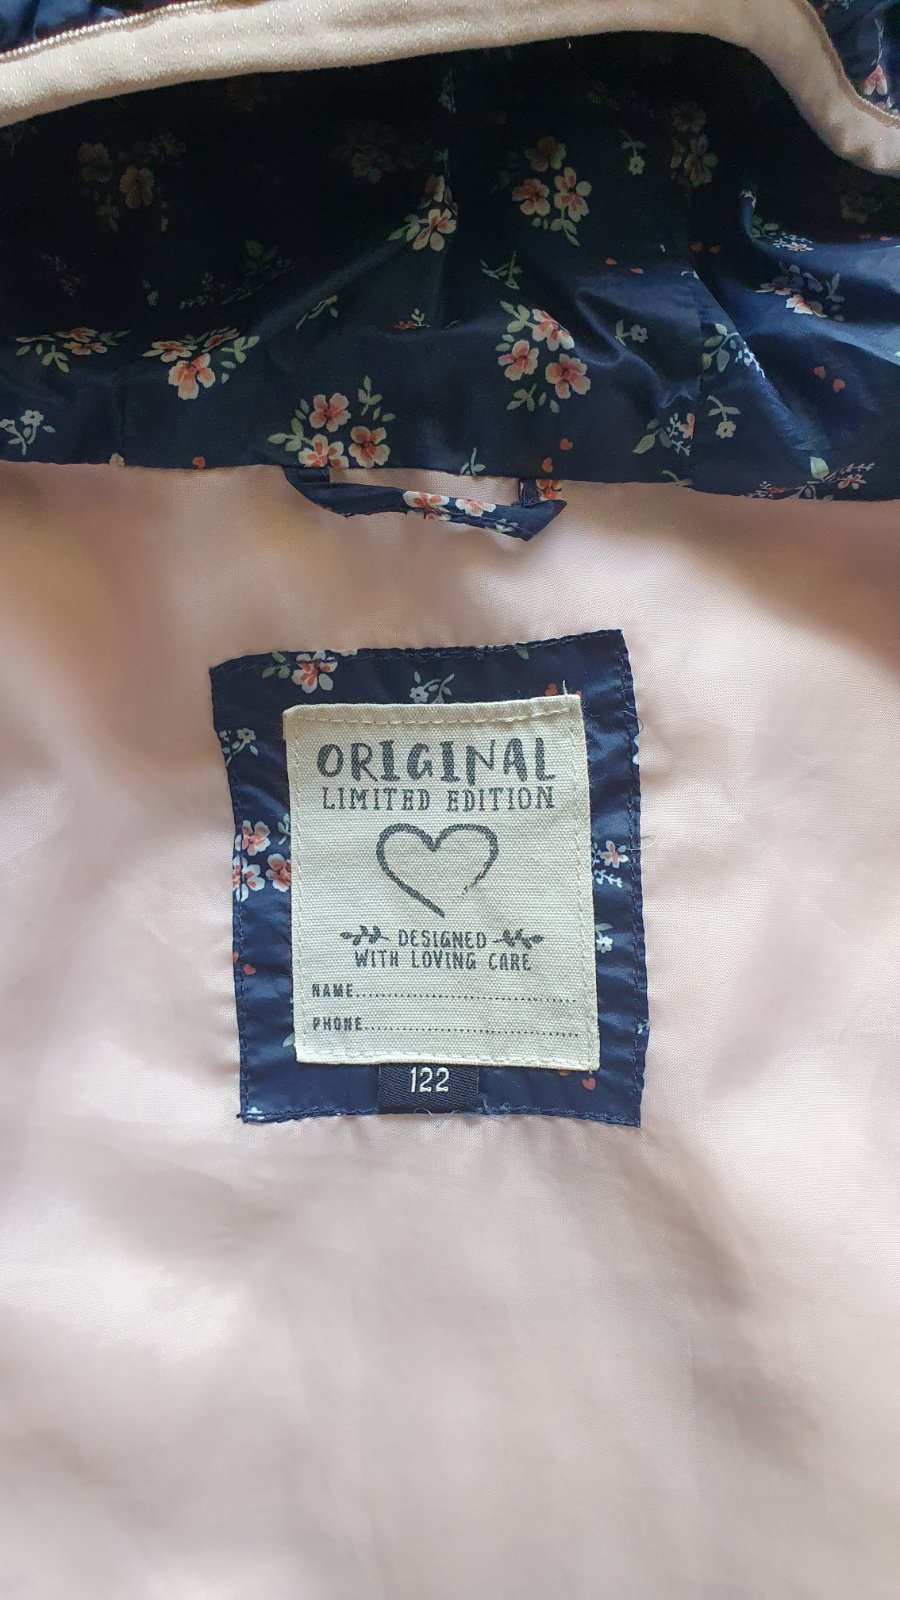 ORIGINAL
LIMITED EDITION
DESIGNED
WITH LOVING CARE
NAME................................
PHONE................................
122